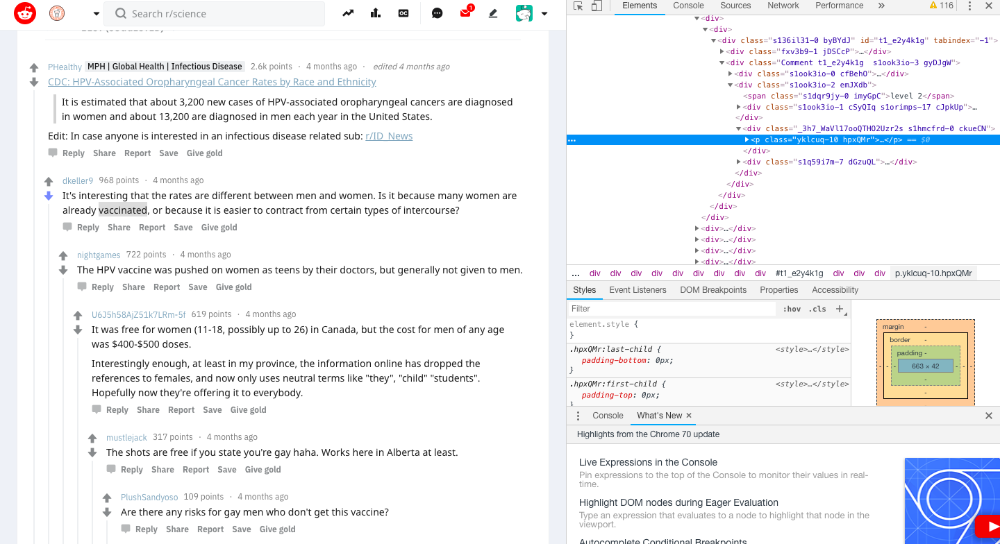 Search r/science
1
PHealthy MPH | Global Health | Infectious Disease 2.6k points · 4 months ago · edited 4 months ago
CDC: HPV-Associated Oropharyngeal Cancer Rates by Race and Ethnicity
It is estimated that about 3,200 new cases of HPV-associated oropharyngeal cancers are diagnosed
in women and about 13,200 are diagnosed in men each year in the United States.
Edit: In case anyone is interested in an infectious disease related sub: r/ID_News
Reply Share Report Save Give gold
dkeller9 968 points · 4 months ago
It's interesting that the rates are different between men and women. Is it because many women are
already vaccinated, or because it is easier to contract from certain types of intercourse?
Reply Share Report Save Give gold
nightgames 722 points · 4 months ago
The HPV vaccine was pushed on women as teens by their doctors, but generally not given to men.
Reply Share Report Save Give gold
U6J5h58AjZ51k7LRm-5f 619 points · 4 months ago
It was free for women (11-18, possibly up to 26) in Canada, but the cost for men of any age
was $400-$500 doses.
Interestingly enough, at least in my province, the information online has dropped the
references to females, and now only uses neutral terms like "they", "child" "students".
Hopefully now they're offering it to everybody.
Reply Share Report Save Give gold
mustlejack 317 points · 4 months ago
The shots are free if you state you're gay haha. Works here in Alberta at least.
Reply Share Report Save Give gold
PlushSandyoso 109 points · 4 months ago
Are there any risks for gay men who don't get this vaccine?
Reply Share Report Save Give gold
Elements Console Sources Network Performance » 116
<div>
<div>
<div class="s136il31-0 byBYdJ" id="t1_e2y4k1g" tabindex="-1">
<div class="fxv3b9-1 jDSCcP">…</div>
<div class="Comment t1_e2y4k1g  s1ook3io-3 gyDJgW">
<div class="s1ook3io-0 cfBehO">…</div>
<div class="s1ook3io-2 emJXdb">
<span class="s1dqr9jy-0 imyGpC">level 2</span>
<div class="s1ook3io-1 cSyQIq s1orimps-17 cJpkUp">…
</div>
<div class="_3h7_WaVl17ooQTHO2Uzr2s s1hmcfrd-0 ckueCN">
… <p class="yklcuq-10 hpxQMr">…</p> == $0
</div>
<div class="s1q59i7m-7 dGzuQL">…</div>
</div>
</div>
</div>
</div>
</div>
<div>…</div>
<div>…</div>
<div>…</div>
<div>…</div>
… div div div div div div div div div #t1_e2y4k1g div div div p.yklcuq-10.hpxQMr
Styles Event Listeners DOM Breakpoints Properties Accessibility
Filter :hov .cls +
element.style {
}
.hpxQMr:last-child { <style>…</style>
padding-bottom: 0px;
}
.hpxQMr:first-child { <style>…</style>
padding-top: 0px;
}
margin -
border -
padding -
- - - 663 × 42 - - -
-
-
Console What's New ×
Highlights from the Chrome 70 update
Live Expressions in the Console
Pin expressions to the top of the Console to monitor their values in real-
time.
Highlight DOM nodes during Eager Evaluation
Type an expression that evaluates to a node to highlight that node in the
viewport.
Autocomplete Conditional Breakpoints